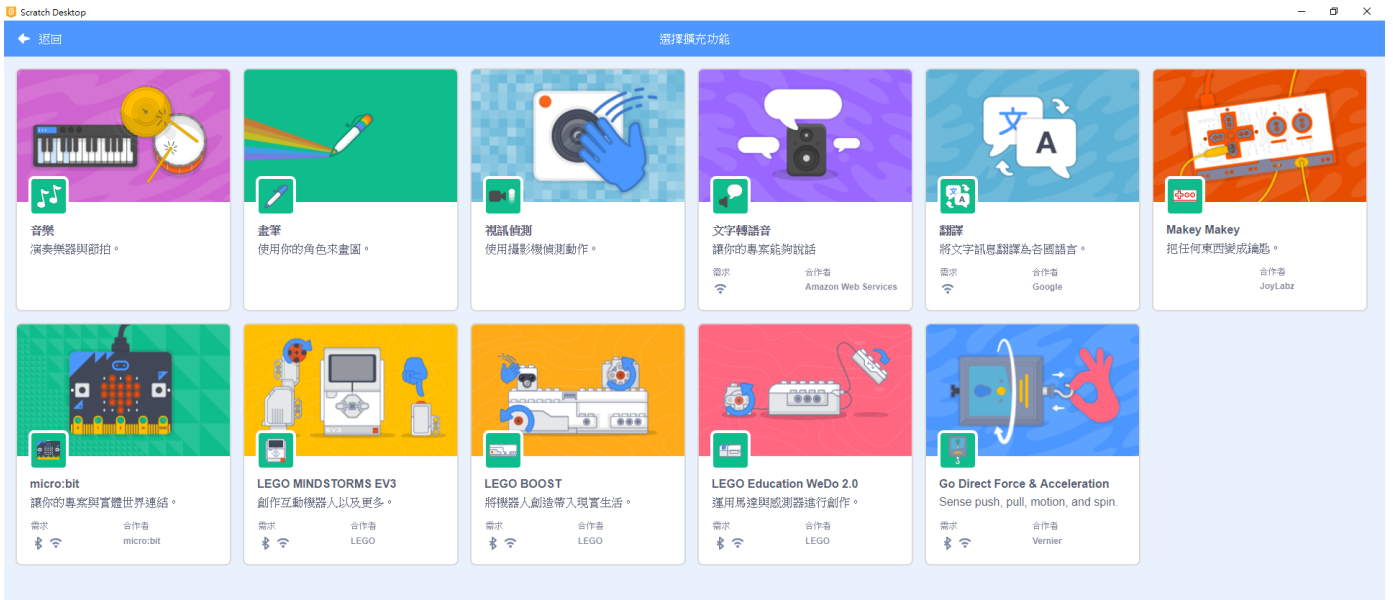 Scratch Desktop
返回
選擇擴充功能
音樂
演奏樂器與節拍。
畫筆
使用你的角色來畫圖。
視訊偵測
使用攝影機偵測動作。
文字轉語音
讓你的專案能夠說話
需求
合作者
Amazon Web Services
文
A
翻譯
將文字訊息翻譯為各國語言。
需求
合作者
Google
Makey Makey
把任何東西變成鑰匙。
合作者
JoyLabz
micro:bit
讓你的專案與實體世界連結。
需求
合作者
micro:bit
EV3
LEGO MINDSTORMS EV3
創作互動機器人以及更多。
需求
合作者
LEGO
LEGO BOOST
將機器人創造帶入現實生活。
需求
合作者
LEGO
LEGO Education WeDo 2.0
運用馬達與感測器進行創作。
需求
合作者
LEGO
Go Direct Force & Acceleration
Sense push, pull, motion, and spin.
需求
合作者
Vernier